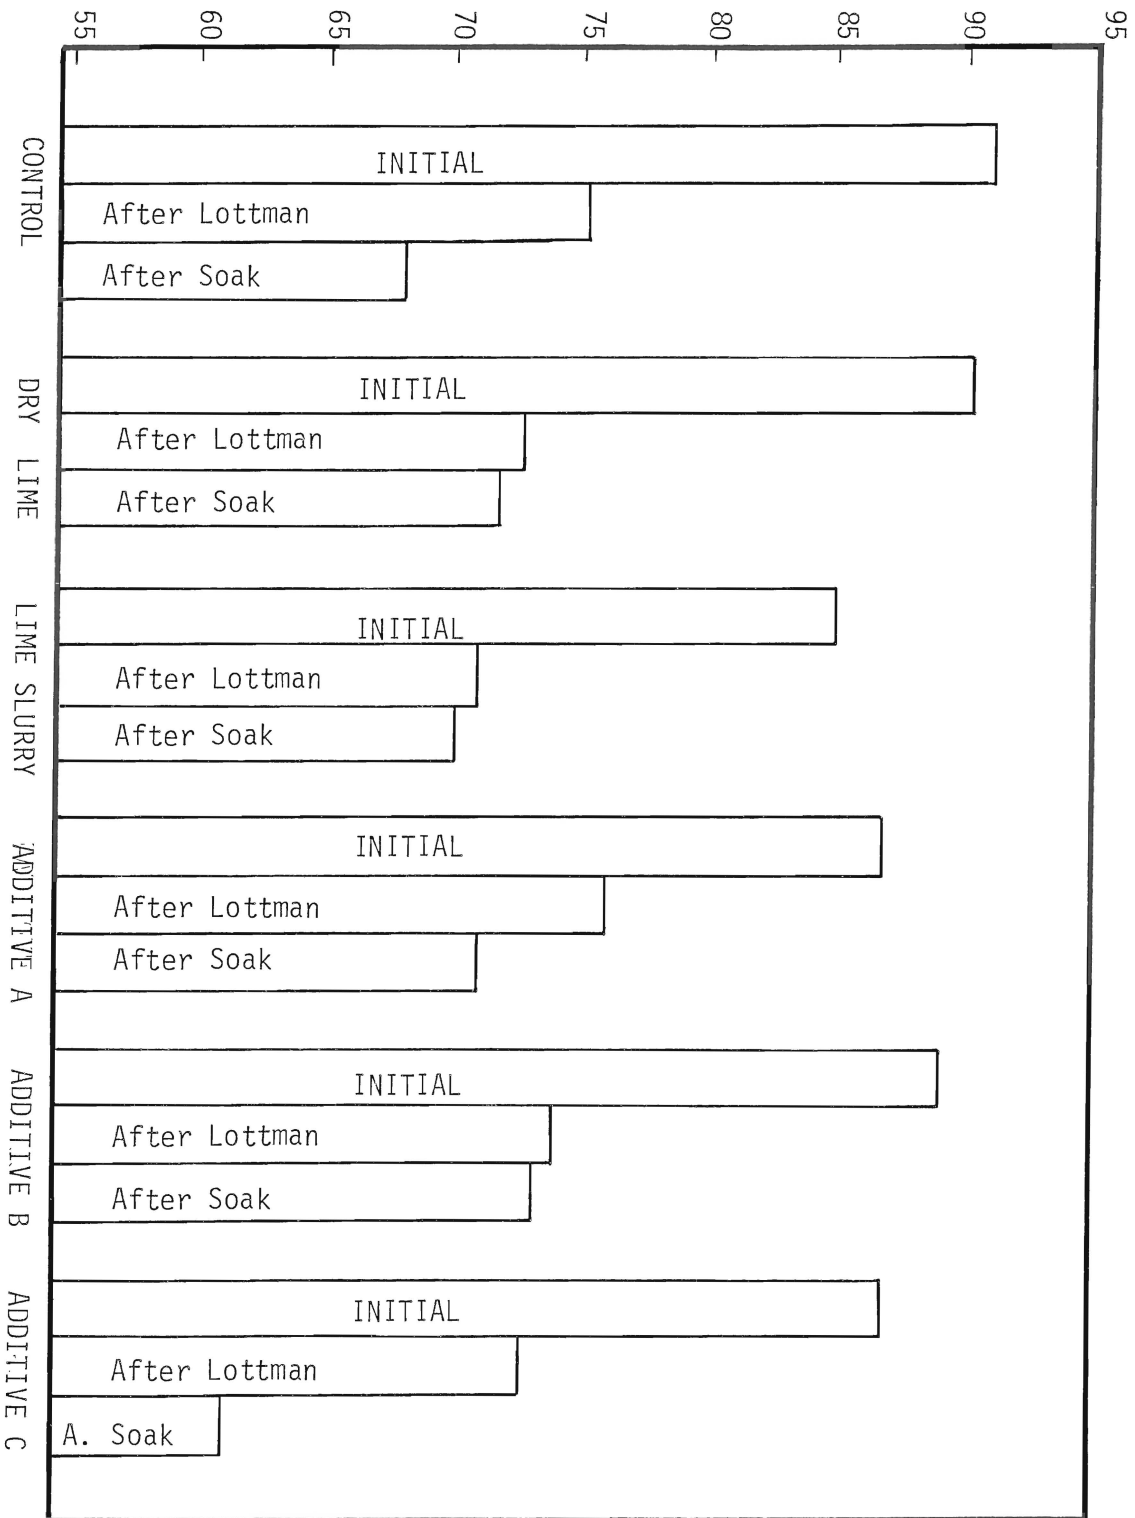 55 60 65 70 75 80 85 90 95
CONTROL
INITIAL
After Lottman
After Soak
DRY LIME
INITIAL
After Lottman
After Soak
LIME SLURRY
INITIAL
After Lottman
After Soak
ADDITIVE A
INITIAL
After Lottman
After Soak
ADDITIVE B
INITIAL
After Lottman
After Soak
ADDITIVE C
INITIAL
After Lottman
A. Soak